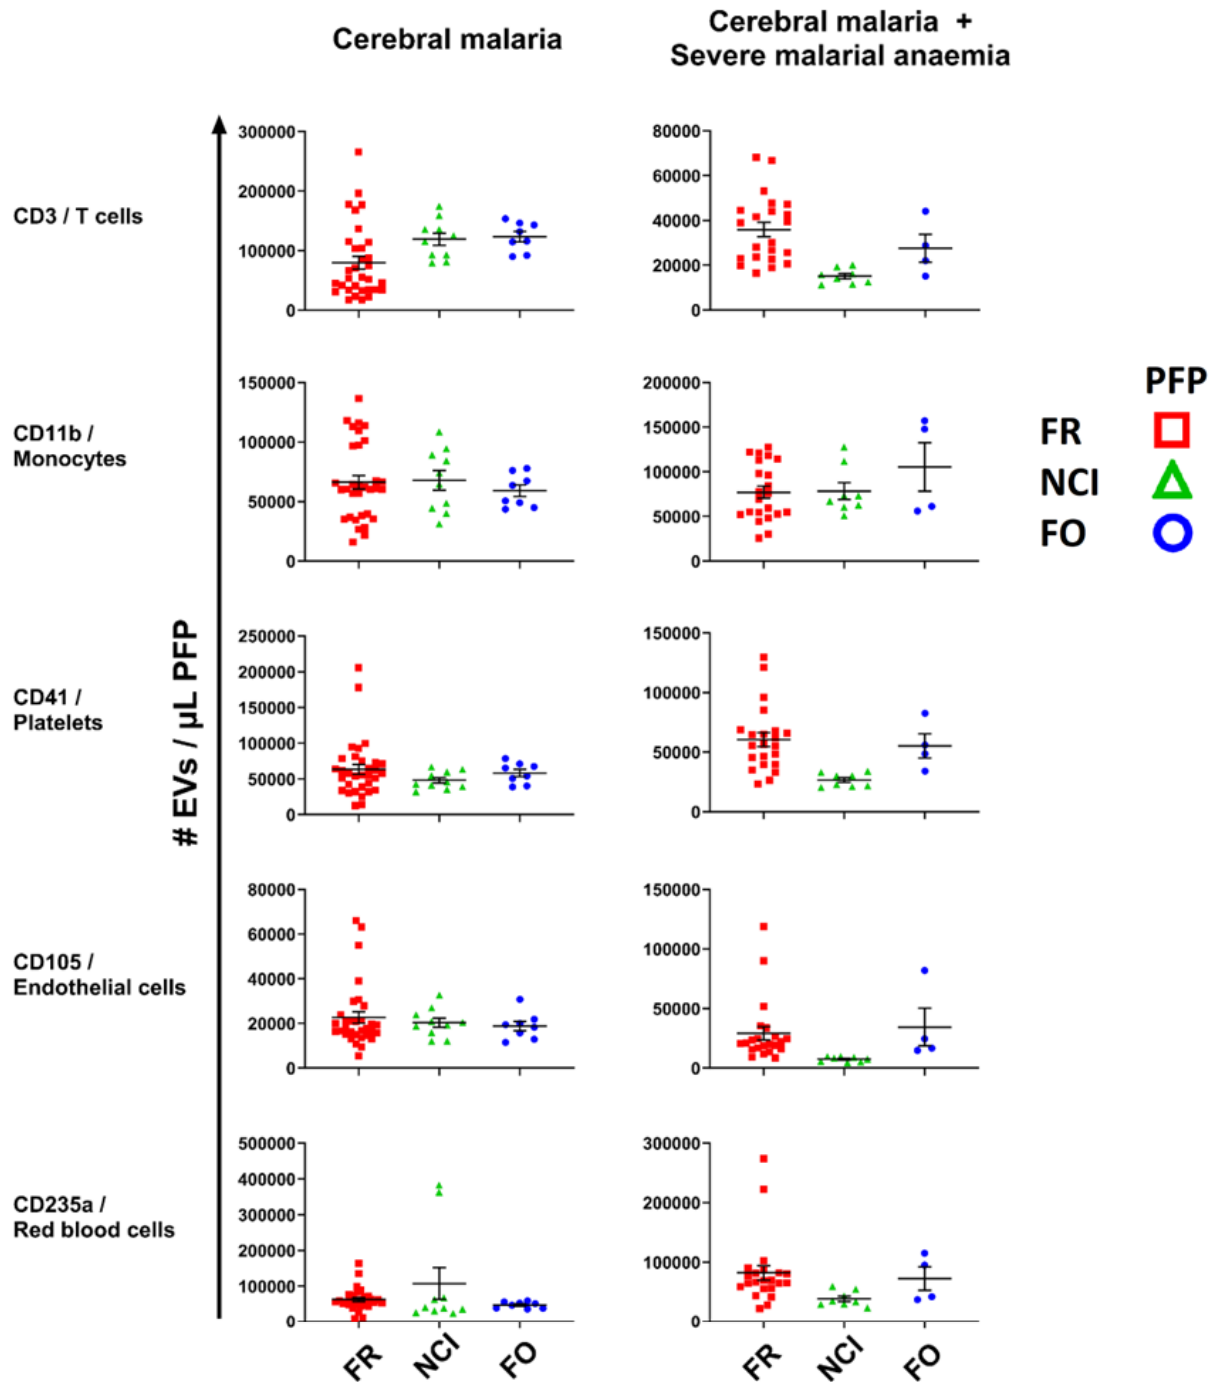 Cerebral malaria
Cerebral malaria +
Severe malarial anaemia
# EVs / µL PFP
CD3 / T cells
300000
200000
100000
0
80000
60000
40000
20000
0
CD11b /
Monocytes
150000
100000
50000
0
200000
150000
100000
50000
0
PFP
FR
NCI
FO
CD41 /
Platelets
250000
200000
150000
100000
50000
0
150000
100000
50000
0
CD105 /
Endothelial cells
80000
60000
40000
20000
0
150000
100000
50000
0
CD235a /
Red blood cells
500000
400000
300000
200000
100000
0
300000
200000
100000
0
FR
NCI
FO
FR
NCI
FO